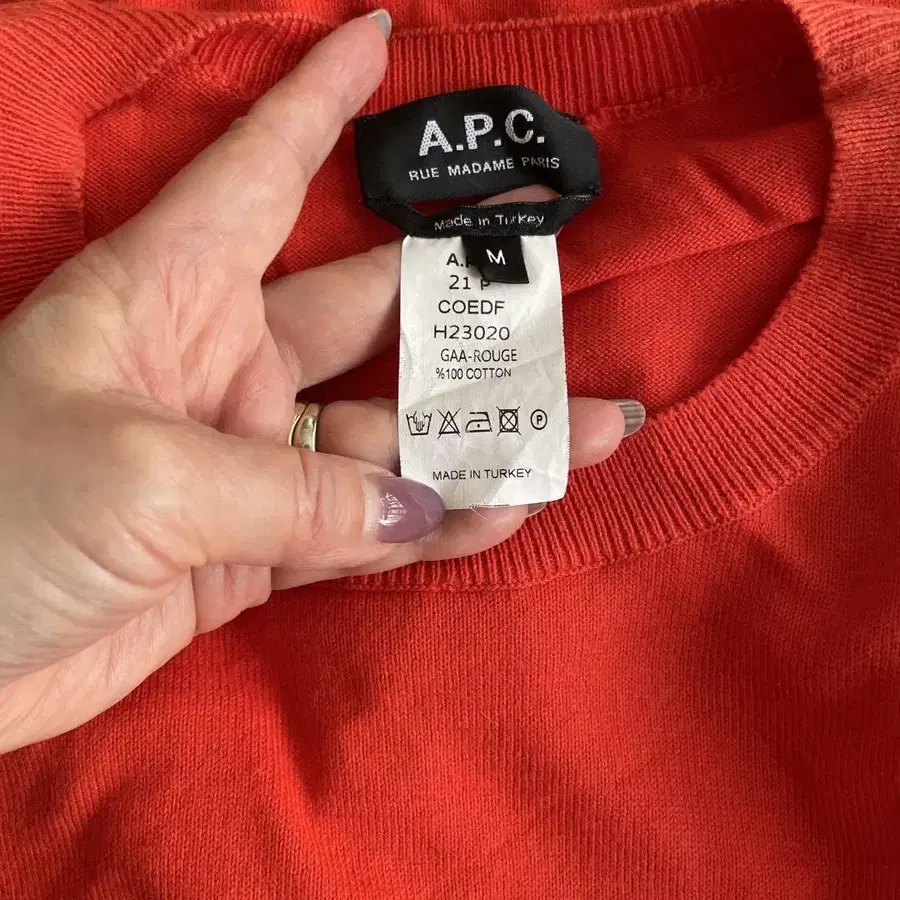 A.P.C.
RUE MADAME PARIS
Made in Turkey
M
21
COEDF
H23020
GAA-ROUGE
%100 COTTON
P
MADE IN TURKEY